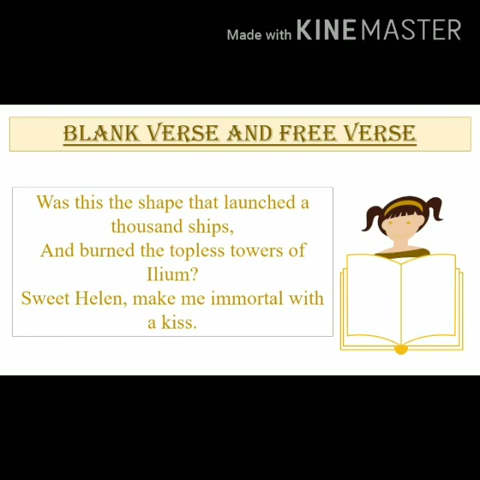 Made with KINEMASTER
BLANK VERSE AND FREE VERSE
Was this the shape that launched a
thousand ships,
And burned the topless towers of
Ilium?
Sweet Helen, make me immortal with
a kiss.